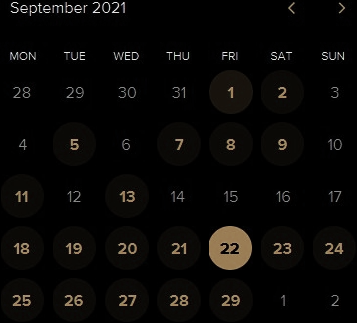 September 2021
MON TUE WED THU FRI SAT SUN
28 29 30 31 1 2 3
4 5 6 7 8 9 10
11 12 13 14 15 16 17
18 19 20 21 22 23 24
25 26 27 28 29 1 2